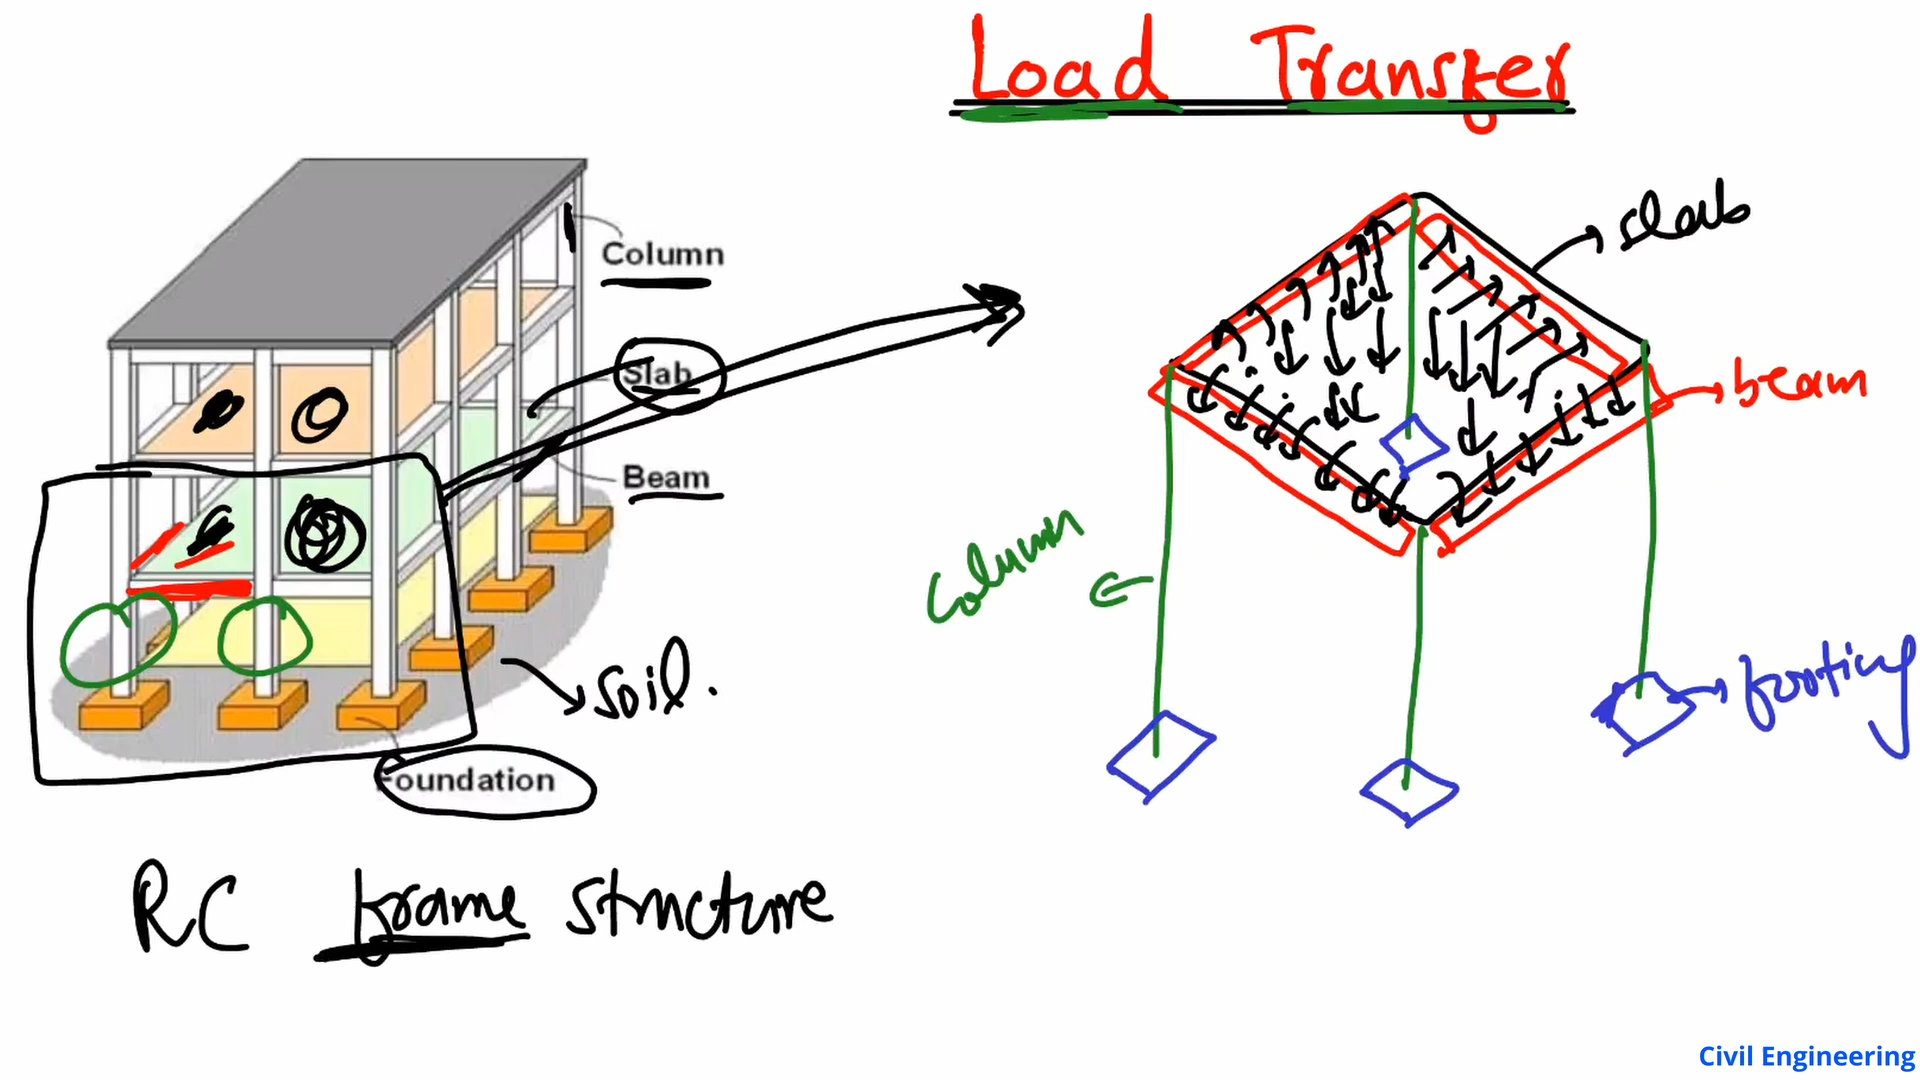 Load Transfer
Column
Slab
Beam
Foundation
soil.
RC frame structure
slab
beam
column
footing
Civil Engineering